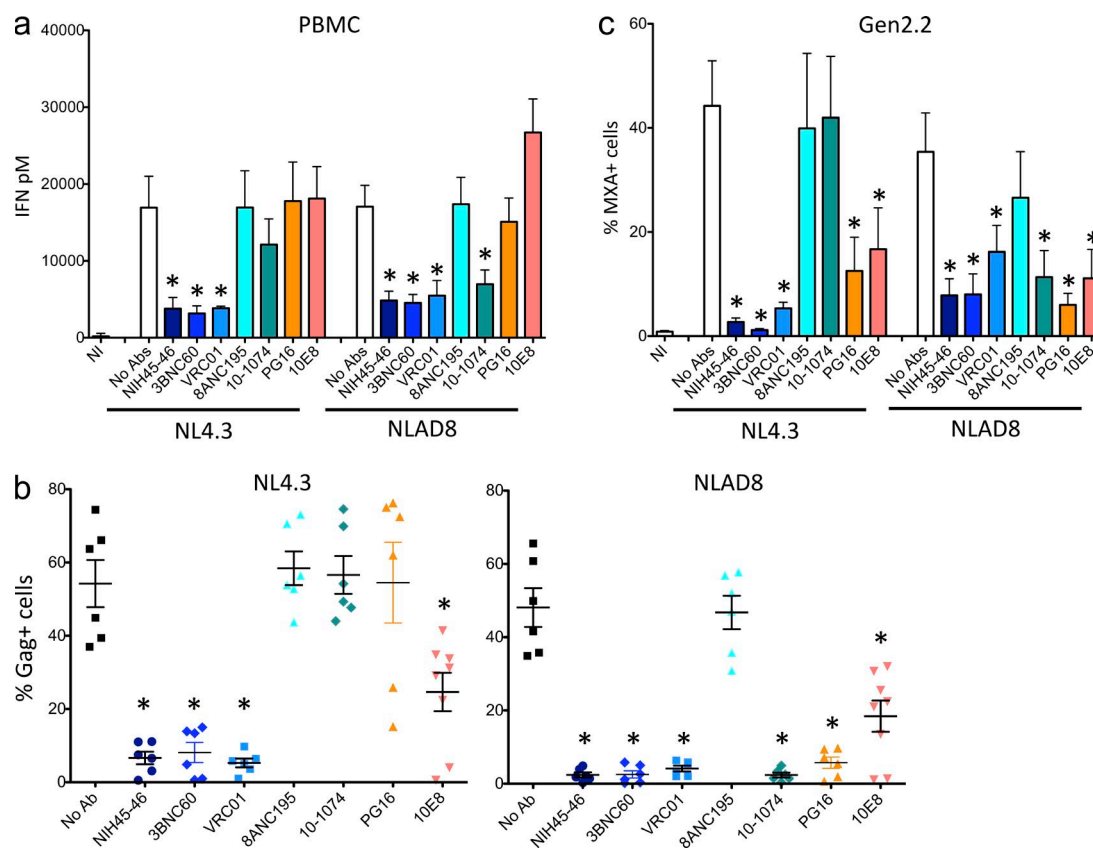 a
PBMC
IFN pM
40000
30000
20000
10000
0
* * * * * * *
NI
No Abs
NIH45-46
3BNC60
VRC01
8ANC195
10-1074
PG16
10E8
No Abs
NIH45-46
3BNC60
VRC01
8ANC195
10-1074
PG16
10E8
NL4.3
NLAD8
c
Gen2.2
% MXA+ cells
60
40
20
0
* * * * * * * * * * *
NI
No Abs
NIH45-46
3BNC60
VRC01
8ANC195
10-1074
PG16
10E8
No Abs
NIH45-46
3BNC60
VRC01
8ANC195
10-1074
PG16
10E8
NL4.3
NLAD8
b
NL4.3
% Gag+ cells
80
60
40
20
0
* * * *
No Ab
NIH45-46
3BNC60
VRC01
8ANC195
10-1074
PG16
10E8
NLAD8
80
60
40
20
0
* * * * * *
No Ab
NIH45-46
3BNC60
VRC01
8ANC195
10-1074
PG16
10E8